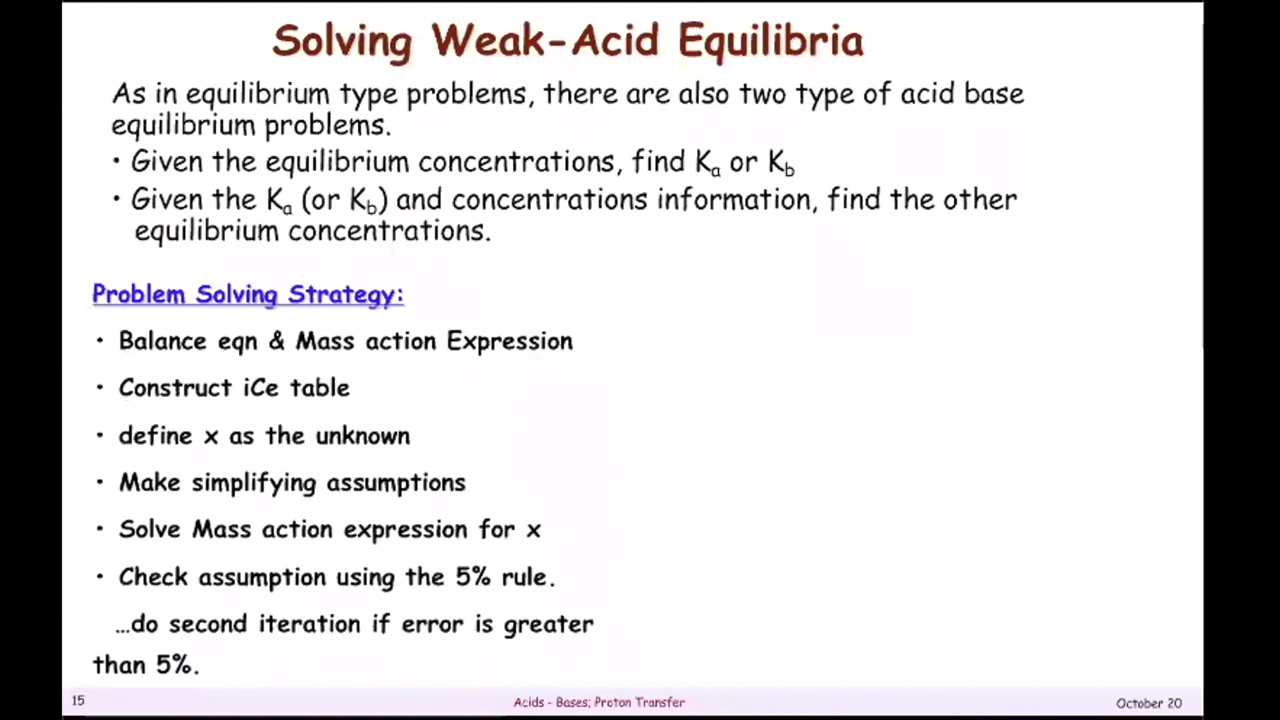 Solving Weak-Acid Equilibria
As in equilibrium type problems, there are also two type of acid base
equilibrium problems.
• Given the equilibrium concentrations, find Ka or Kb
• Given the Ka (or Kb) and concentrations information, find the other
equilibrium concentrations.
Problem Solving Strategy:
• Balance eqn & Mass action Expression
• Construct iCe table
• define x as the unknown
• Make simplifying assumptions
• Solve Mass action expression for x
• Check assumption using the 5% rule.
…do second iteration if error is greater
than 5%.
15
Acids - Bases; Proton Transfer
October 20